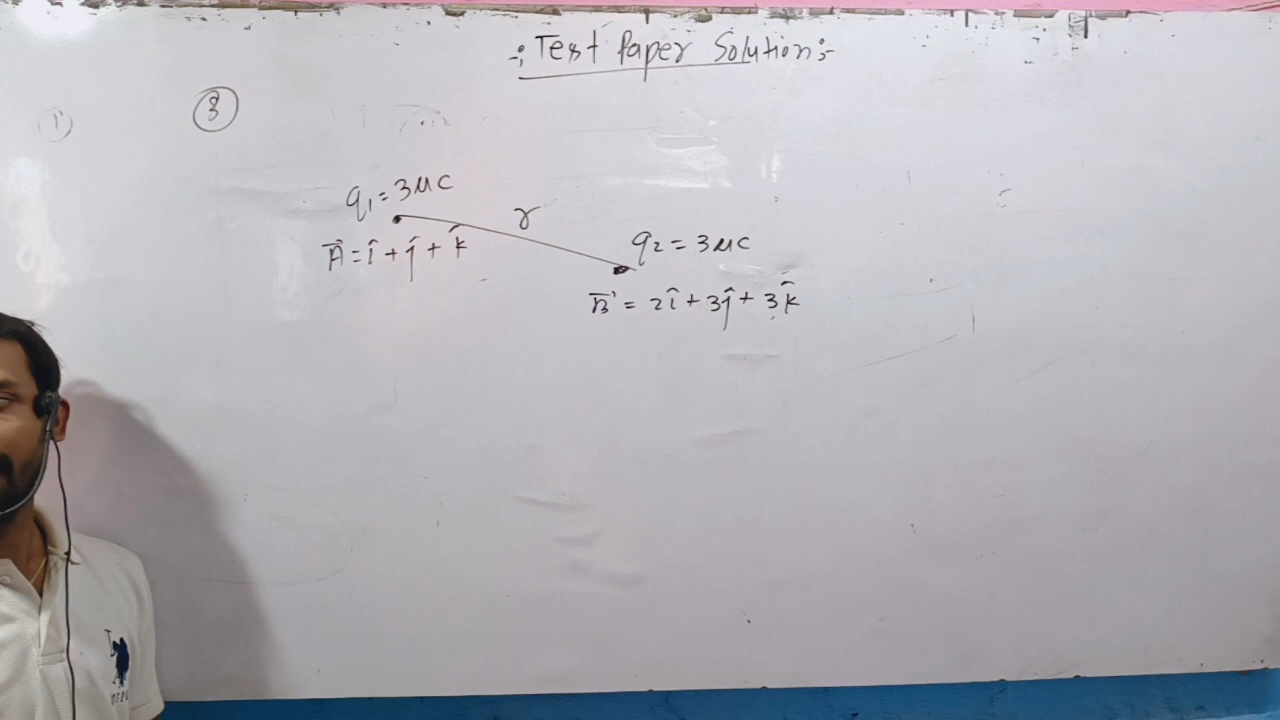 -: Test Paper Solution :-
①
③
q₁ = 3μC
r
A⃗ = î + ĵ + k̂
q₂ = 3μC
B⃗ = 2î + 3ĵ + 3k̂